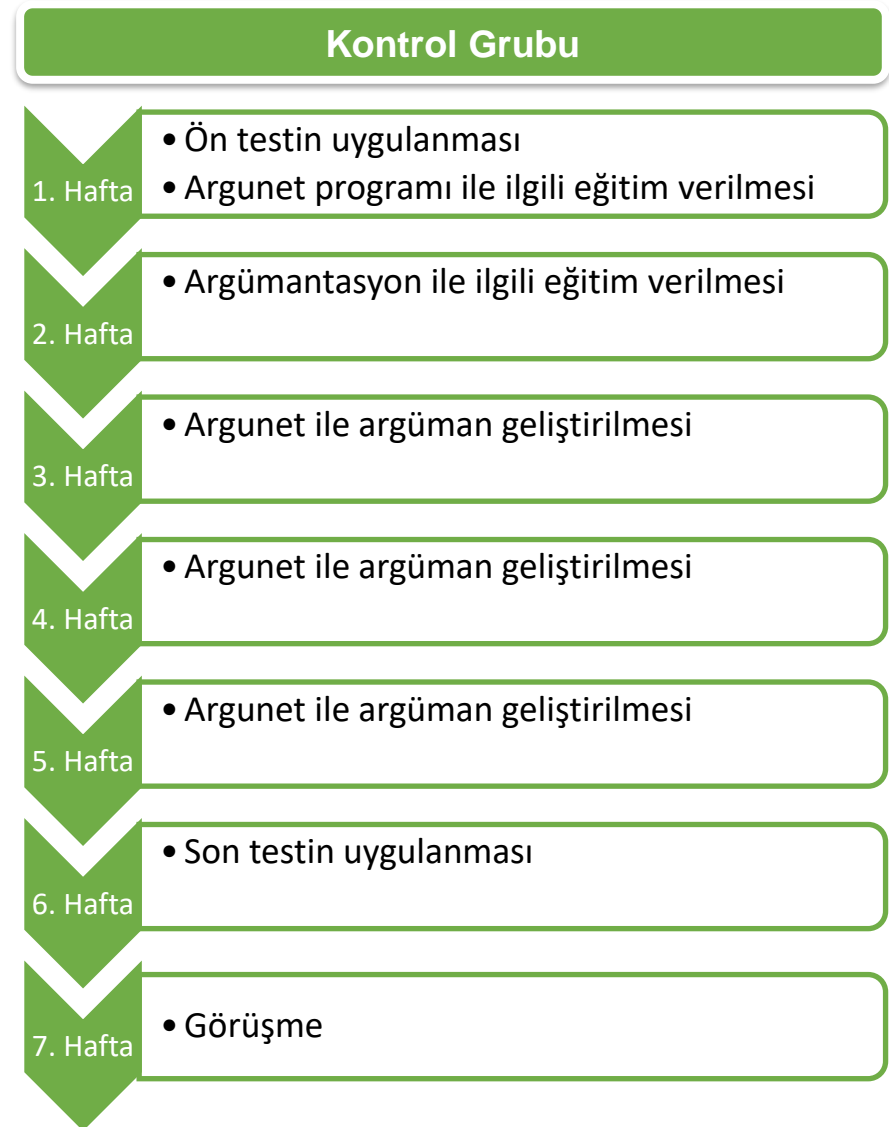 Kontrol Grubu
1. Hafta
• Ön testin uygulanması
• Argunet programı ile ilgili eğitim verilmesi
2. Hafta
• Argümantasyon ile ilgili eğitim verilmesi
3. Hafta
• Argunet ile argüman geliştirilmesi
4. Hafta
• Argunet ile argüman geliştirilmesi
5. Hafta
• Argunet ile argüman geliştirilmesi
6. Hafta
• Son testin uygulanması
7. Hafta
• Görüşme